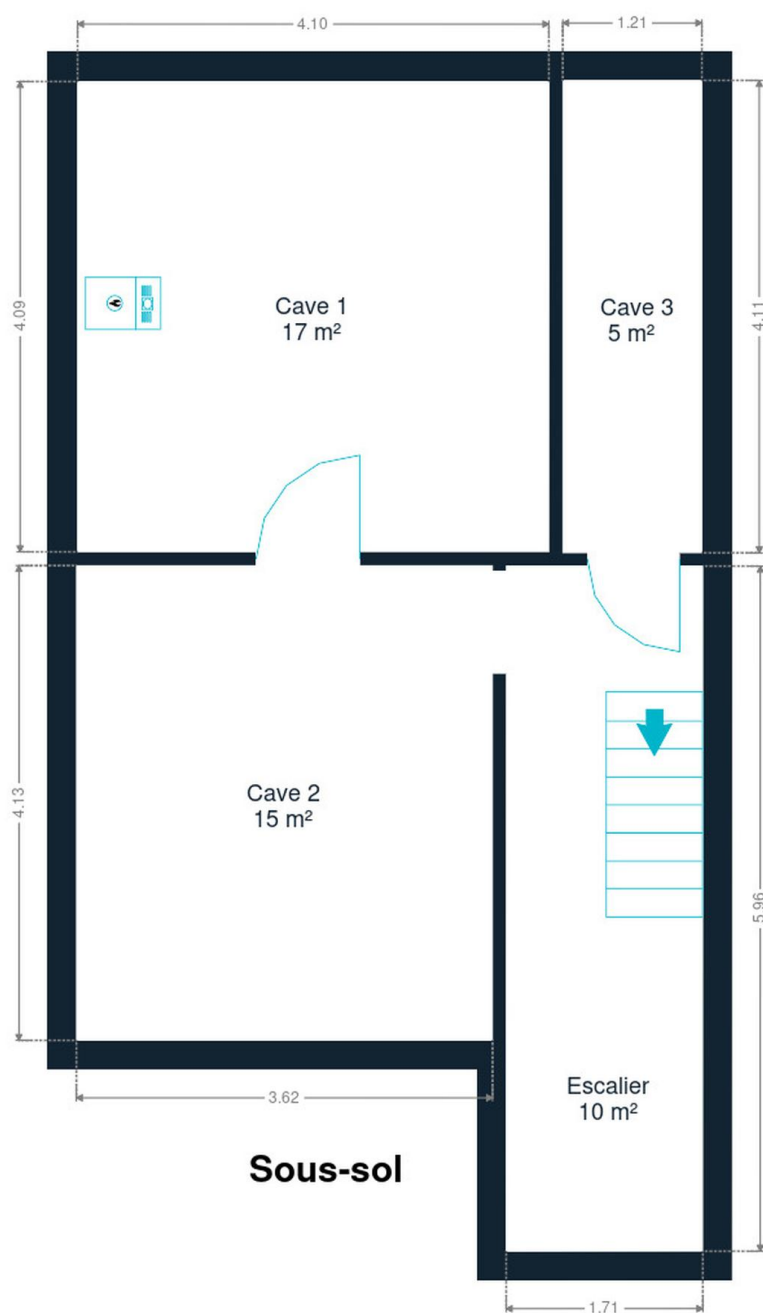 4.10
1.21
4.09
4.11
Cave 1
17 m²
Cave 3
5 m²
4.13
5.96
Cave 2
15 m²
Escalier
10 m²
3.62
Sous-sol
1.71